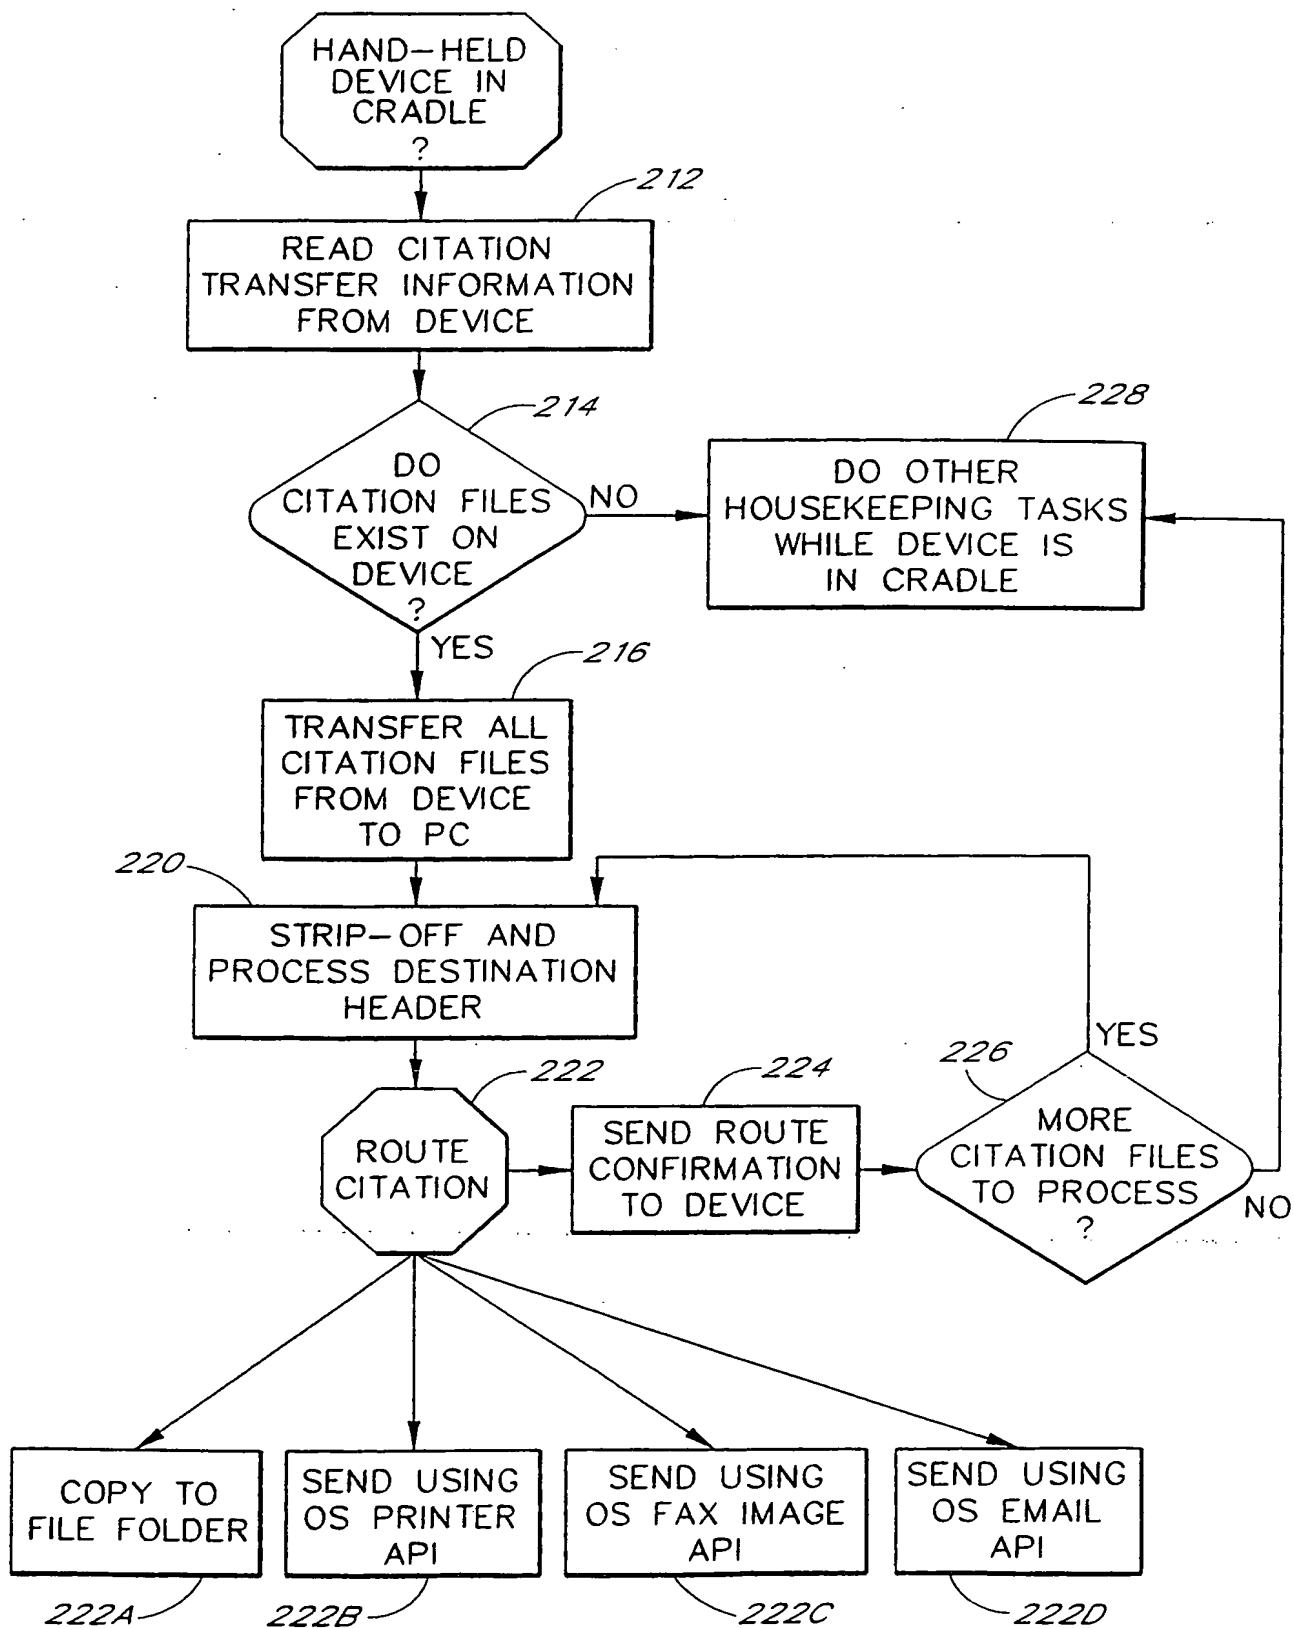 HAND-HELD
DEVICE IN
CRADLE
?
212
READ CITATION
TRANSFER INFORMATION
FROM DEVICE
214
DO
CITATION FILES
EXIST ON
DEVICE
?
NO
YES
228
DO OTHER
HOUSEKEEPING TASKS
WHILE DEVICE IS
IN CRADLE
216
TRANSFER ALL
CITATION FILES
FROM DEVICE
TO PC
220
STRIP-OFF AND
PROCESS DESTINATION
HEADER
222
ROUTE
CITATION
224
SEND ROUTE
CONFIRMATION
TO DEVICE
226
YES
MORE
CITATION FILES
TO PROCESS
?
NO
COPY TO
FILE FOLDER
222A
SEND USING
OS PRINTER
API
222B
SEND USING
OS FAX IMAGE
API
222C
SEND USING
OS EMAIL
API
222D